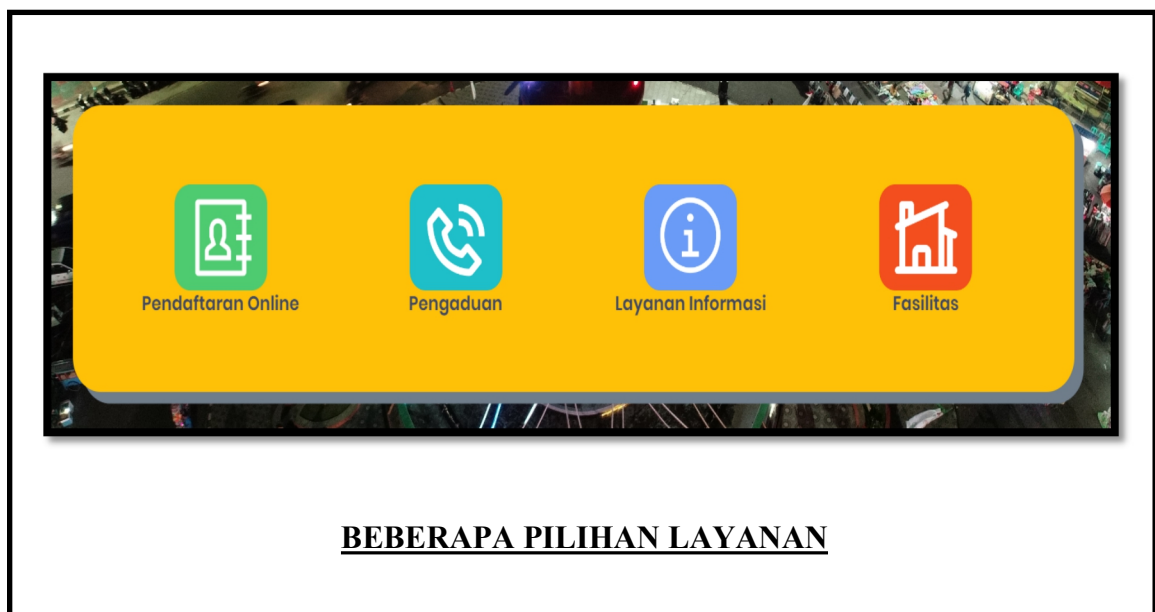 Pendaftaran Online
Pengaduan
Layanan Informasi
Fasilitas
BEBERAPA PILIHAN LAYANAN